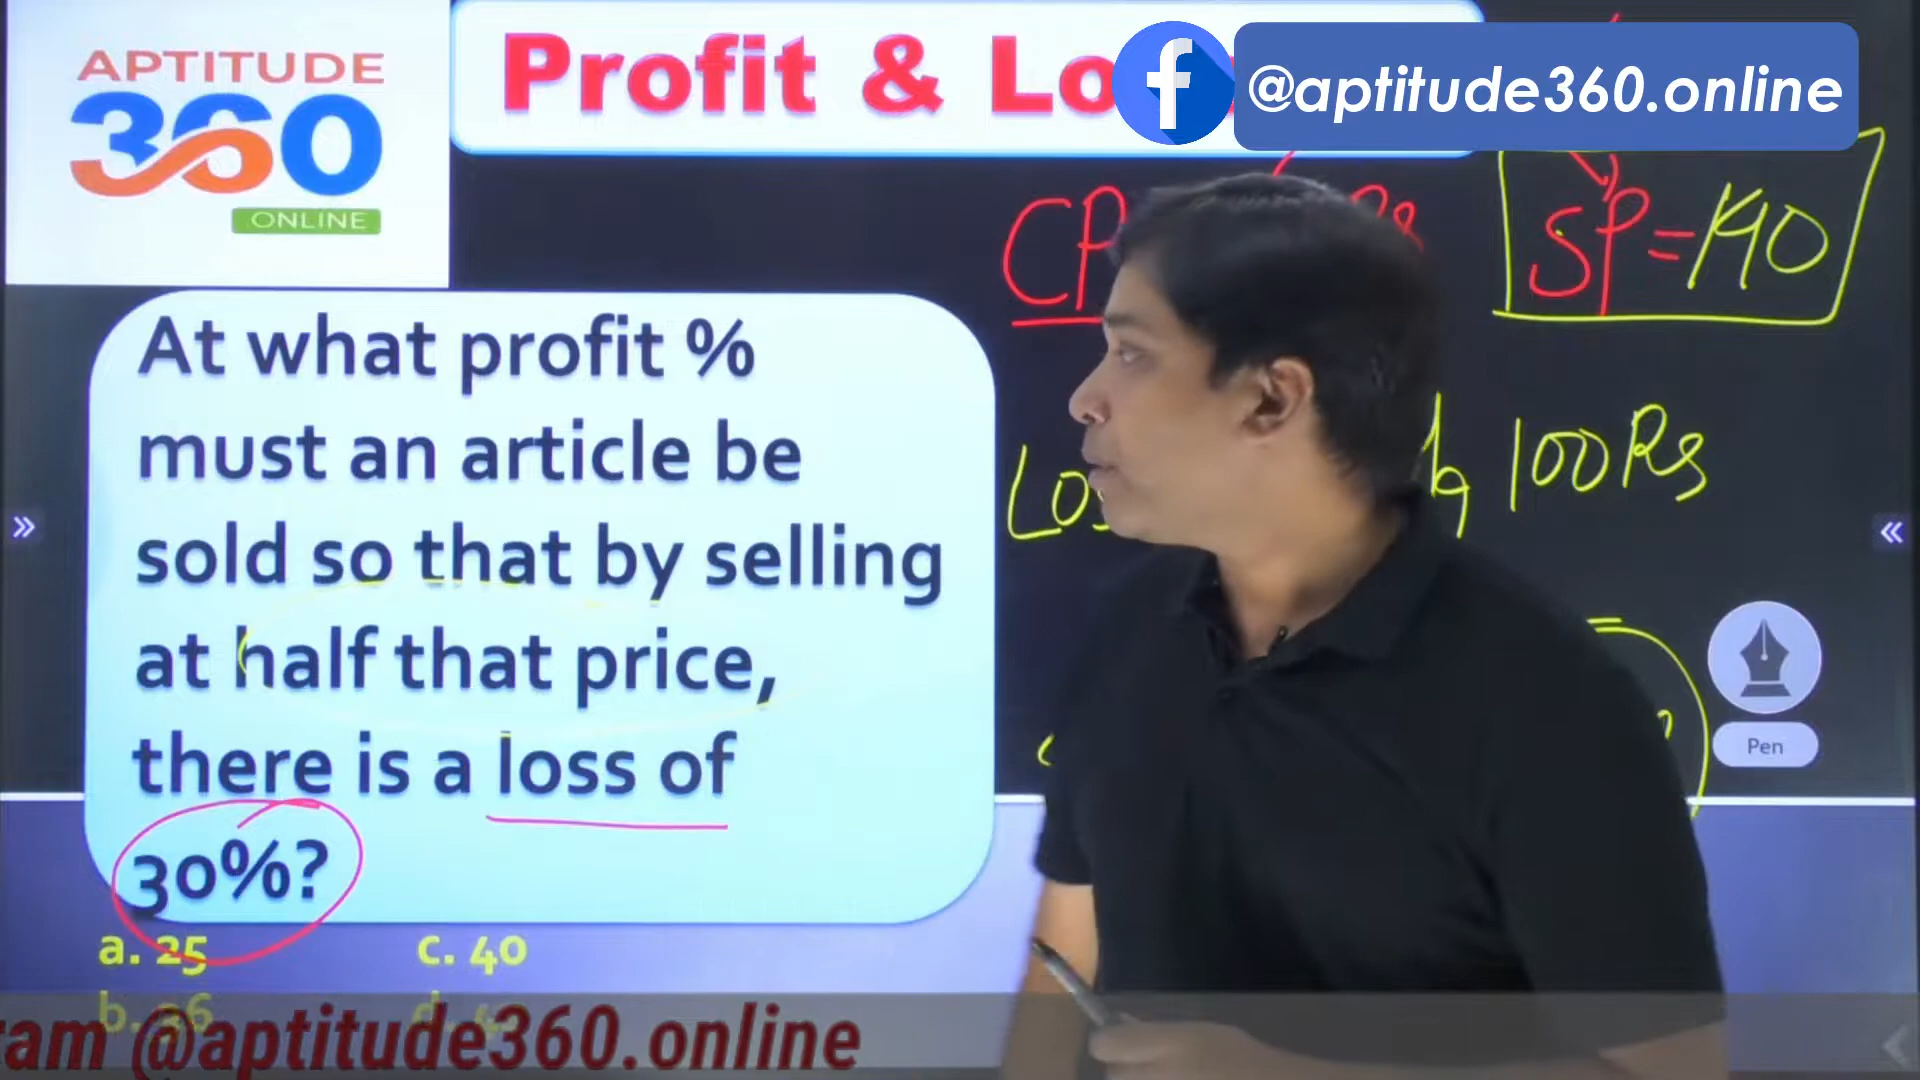 APTITUDE
360
ONLINE
Profit & Lo
@aptitude360.online
CP
SP=140
At what profit %
must an article be
sold so that by selling
at half that price,
there is a loss of
30%?
100Rs
Pen
a. 25
c. 40
b. 36
@aptitude360.online